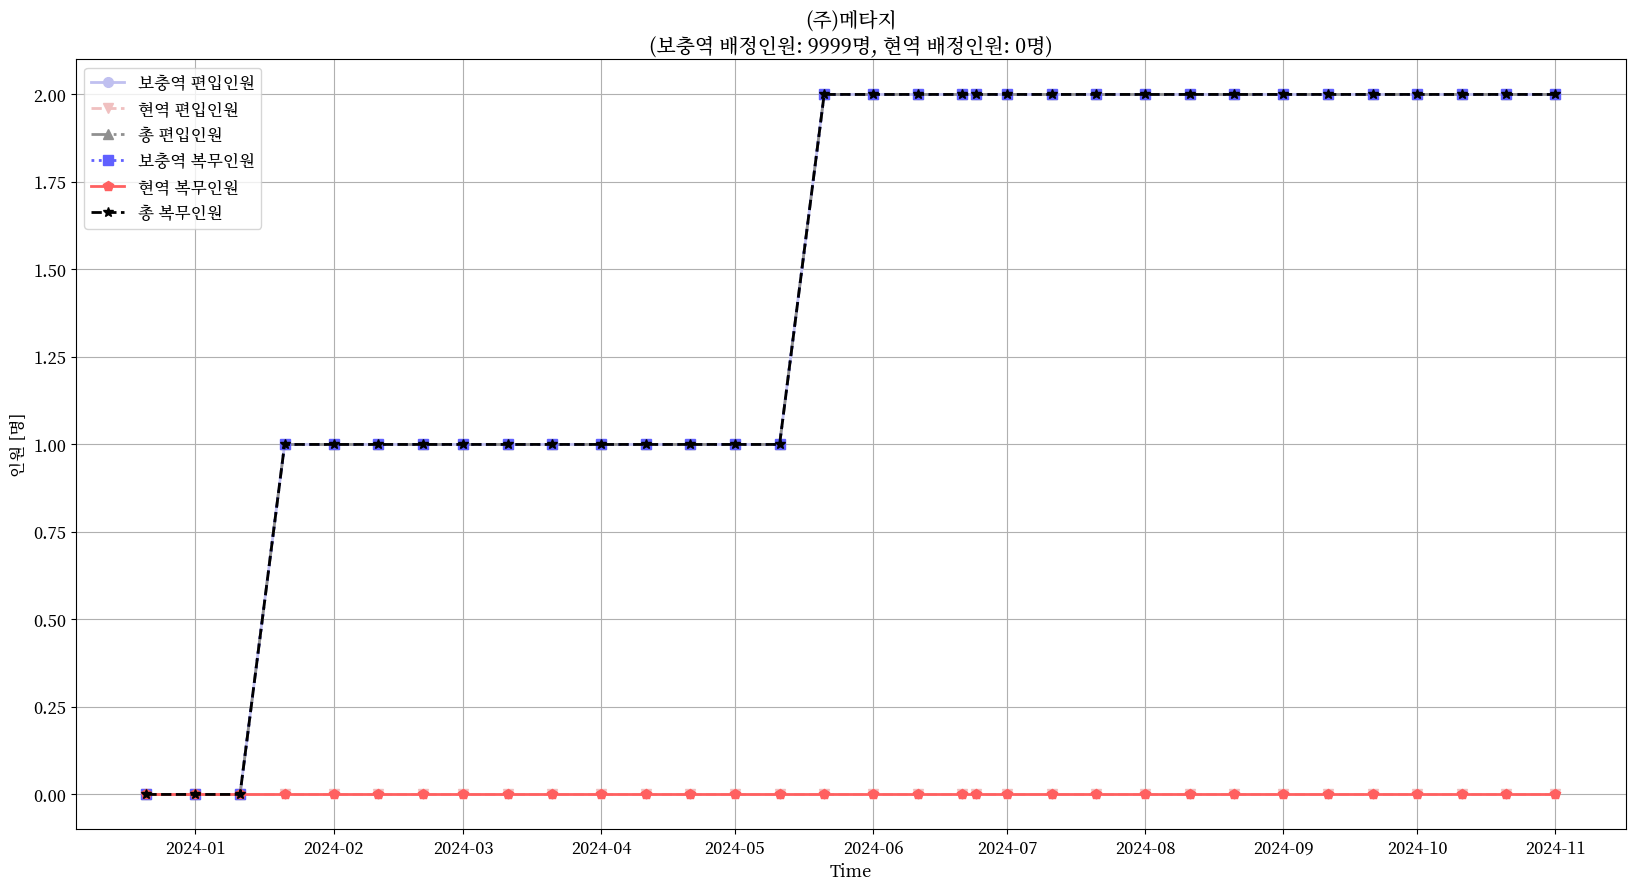 (주)메타지
(보충역 배정인원: 9999명, 현역 배정인원: 0명)
보충역 편입인원
현역 편입인원
총 편입인원
보충역 복무인원
현역 복무인원
총 복무인원
인원 [명]
2.00
1.75
1.50
1.25
1.00
0.75
0.50
0.25
0.00
2024-01 2024-02 2024-03 2024-04 2024-05 2024-06 2024-07 2024-08 2024-09 2024-10 2024-11
Time